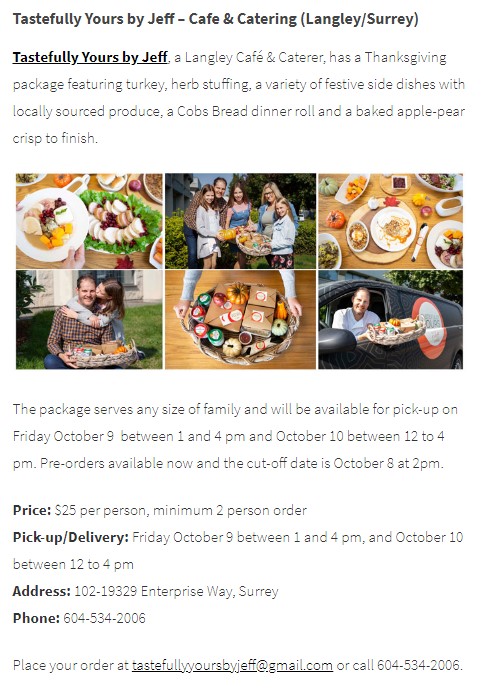 Tastefully Yours by Jeff – Cafe & Catering (Langley/Surrey)
Tastefully Yours by Jeff, a Langley Café & Caterer, has a Thanksgiving
package featuring turkey, herb stuffing, a variety of festive side dishes with
locally sourced produce, a Cobs Bread dinner roll and a baked apple-pear
crisp to finish.
The package serves any size of family and will be available for pick-up on
Friday October 9 between 1 and 4 pm and October 10 between 12 to 4
pm. Pre-orders available now and the cut-off date is October 8 at 2pm.
Price: $25 per person, minimum 2 person order
Pick-up/Delivery: Friday October 9 between 1 and 4 pm, and October 10
between 12 to 4 pm
Address: 102-19329 Enterprise Way, Surrey
Phone: 604-534-2006
Place your order at tastefullyyoursbyjeff@gmail.com or call 604-534-2006.